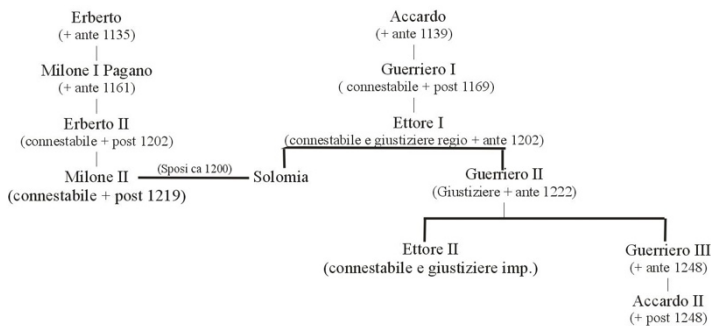 Erberto
(+ ante 1135)
Milone I Pagano
(+ ante 1161)
Erberto II
(connestabile + post 1202)
Milone II
(connestabile + post 1219)
(Sposi ca 1200)
Solomia
Accardo
(+ ante 1139)
Guerriero I
( connestabile + post 1169)
Ettore I
(connestabile e giustiziere regio + ante 1202)
Guerriero II
(Giustiziere + ante 1222)
Ettore II
(connestabile e giustiziere imp.)
Guerriero III
(+ ante 1248)
Accardo II
(+ post 1248)